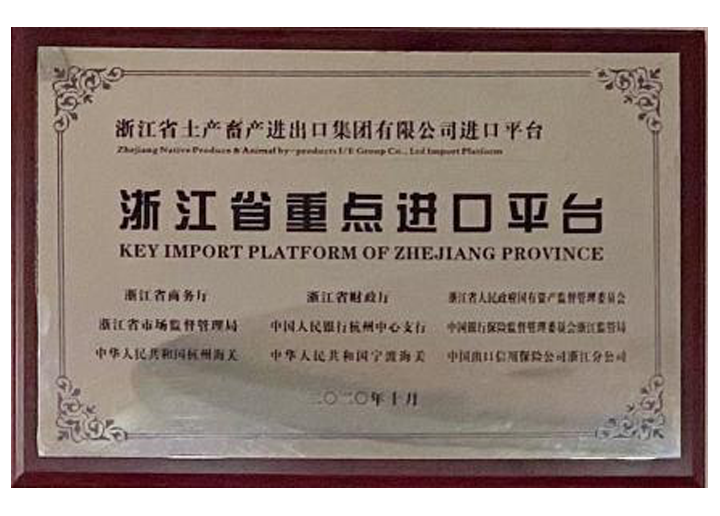 浙江省土产畜产进出口集团有限公司进口平台
Zhejiang Native Produce & Animal by-products I/E Group Co., Ltd Import Platform
浙江省重点进口平台
KEY IMPORT PLATFORM OF ZHEJIANG PROVINCE
浙江省商务厅 浙江省财政厅 浙江省人民政府国有资产监督管理委员会
浙江省市场监督管理局 中国人民银行杭州中心支行 中国银行保险监督管理委员会浙江监管局
中华人民共和国杭州海关 中华人民共和国宁波海关 中国出口信用保险公司浙江分公司
二〇二〇年十月